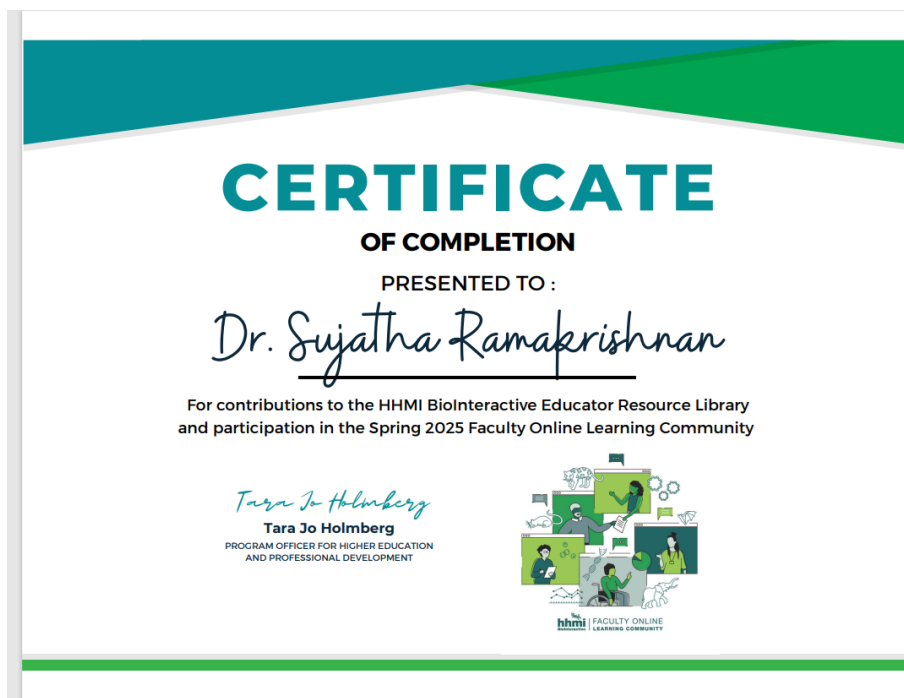 CERTIFICATE
OF COMPLETION
PRESENTED TO :
Dr. Sujatha Ramakrishnan
For contributions to the HHMI BioInteractive Educator Resource Library
and participation in the Spring 2025 Faculty Online Learning Community
Tara Jo Holmberg
Tara Jo Holmberg
PROGRAM OFFICER FOR HIGHER EDUCATION
AND PROFESSIONAL DEVELOPMENT
hhmi FACULTY ONLINE
BioInteractive LEARNING COMMUNITY